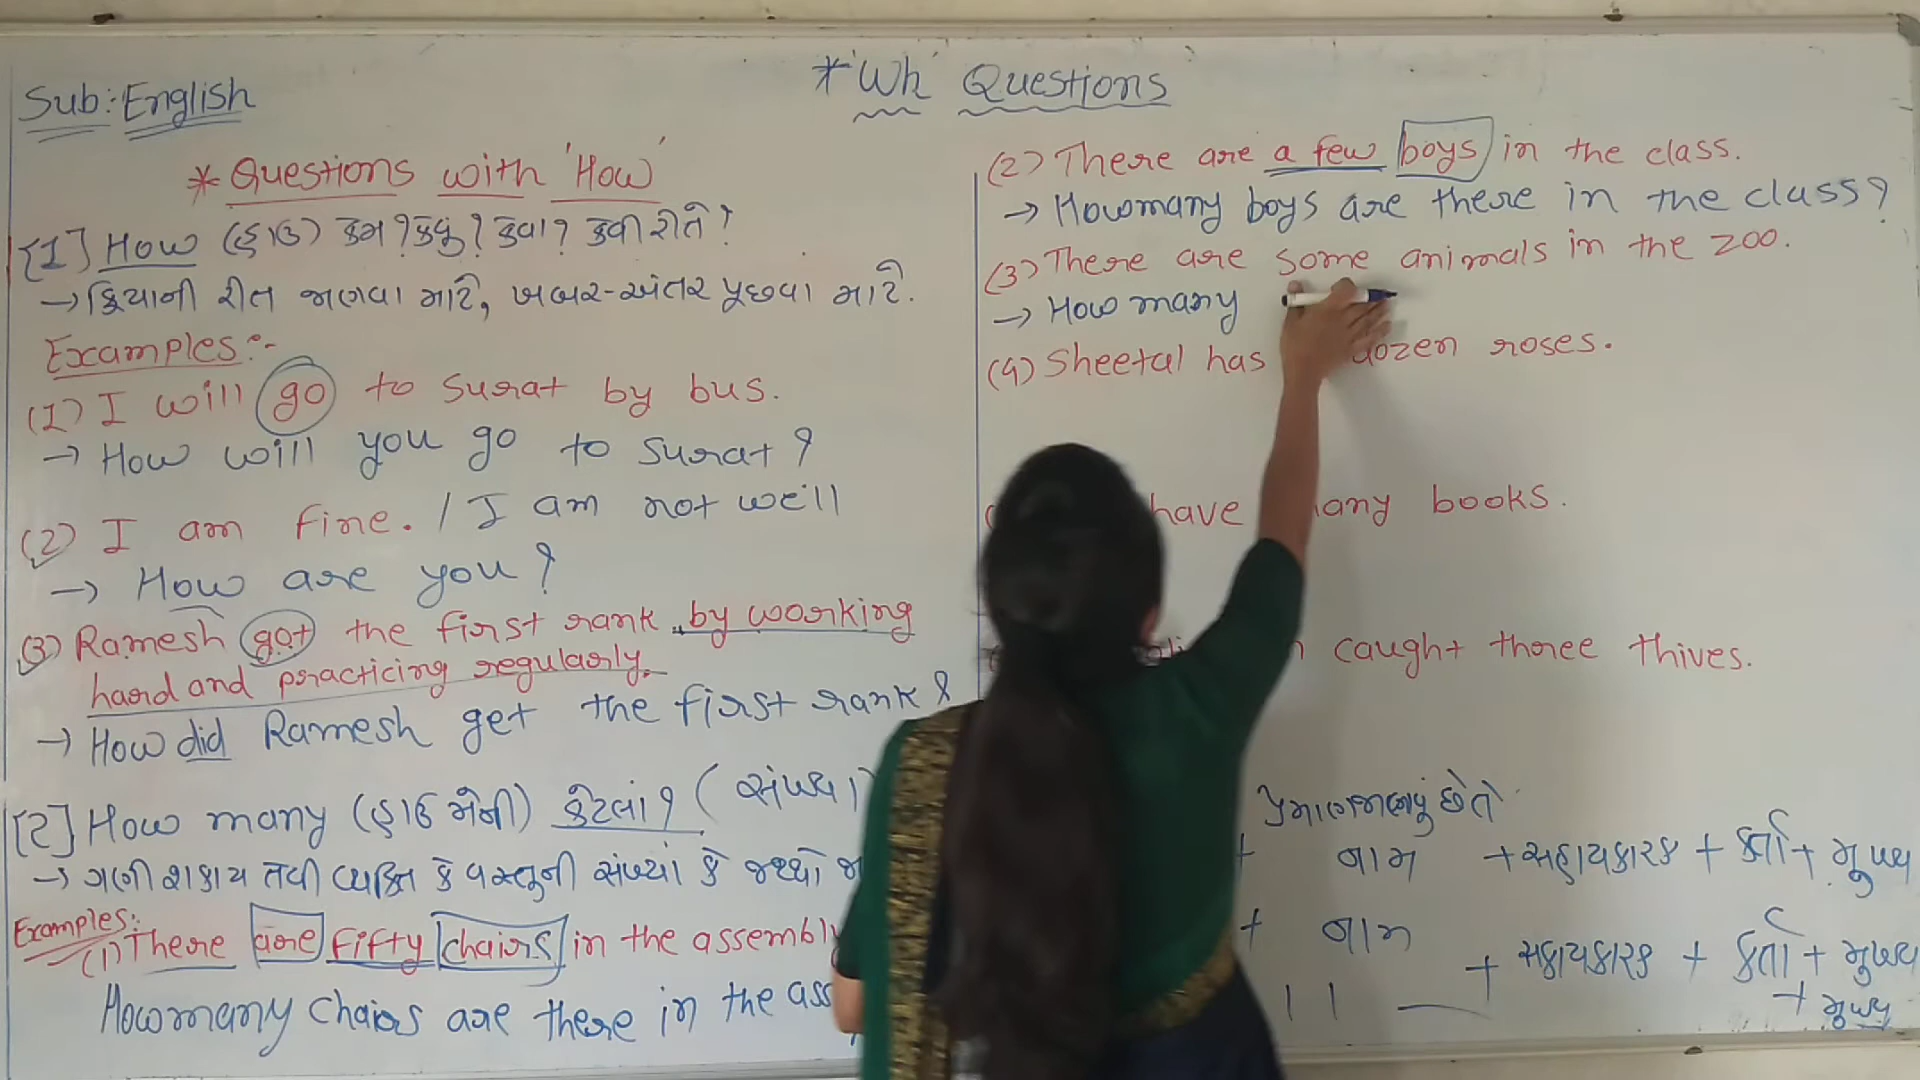 Sub: English
* 'Wh' Questions
* Questions with 'How'
[1] How (હાઉ) કેમ? કેવું? કેવા? કેવી રીતે?
→ ક્રિયાની રીત જાણવા માટે, ખબર-અંતર પૂછવા માટે.
Examples:-
(1) I will go to Surat by bus.
→ How will you go to Surat?
(2) I am fine. / I am not well
→ How are you?
(3) Ramesh got the first rank by working
hard and practicing regularly.
→ How did Ramesh get the first rank?
[2] How many (હાઉ મેની) કેટલાં? (સંખ્યા)
→ ગણી શકાય તેવી વ્યક્તિ કે વસ્તુની સંખ્યા કે જથ્થો
Examples:
(1) There are fifty chairs in the assembly
How many chairs are there in the ass
(2) There are a few boys in the class.
→ How many boys are there in the class?
(3) There are some animals in the zoo.
→ How many
(4) Sheetal has dozen roses.
have many books.
caught three thives.
+ નામ + સહાયકારક + કર્તા + મુખ્ય
+ નામ + સહાયકારક + કર્તા + મુખ્ય
+ મુખ્ય